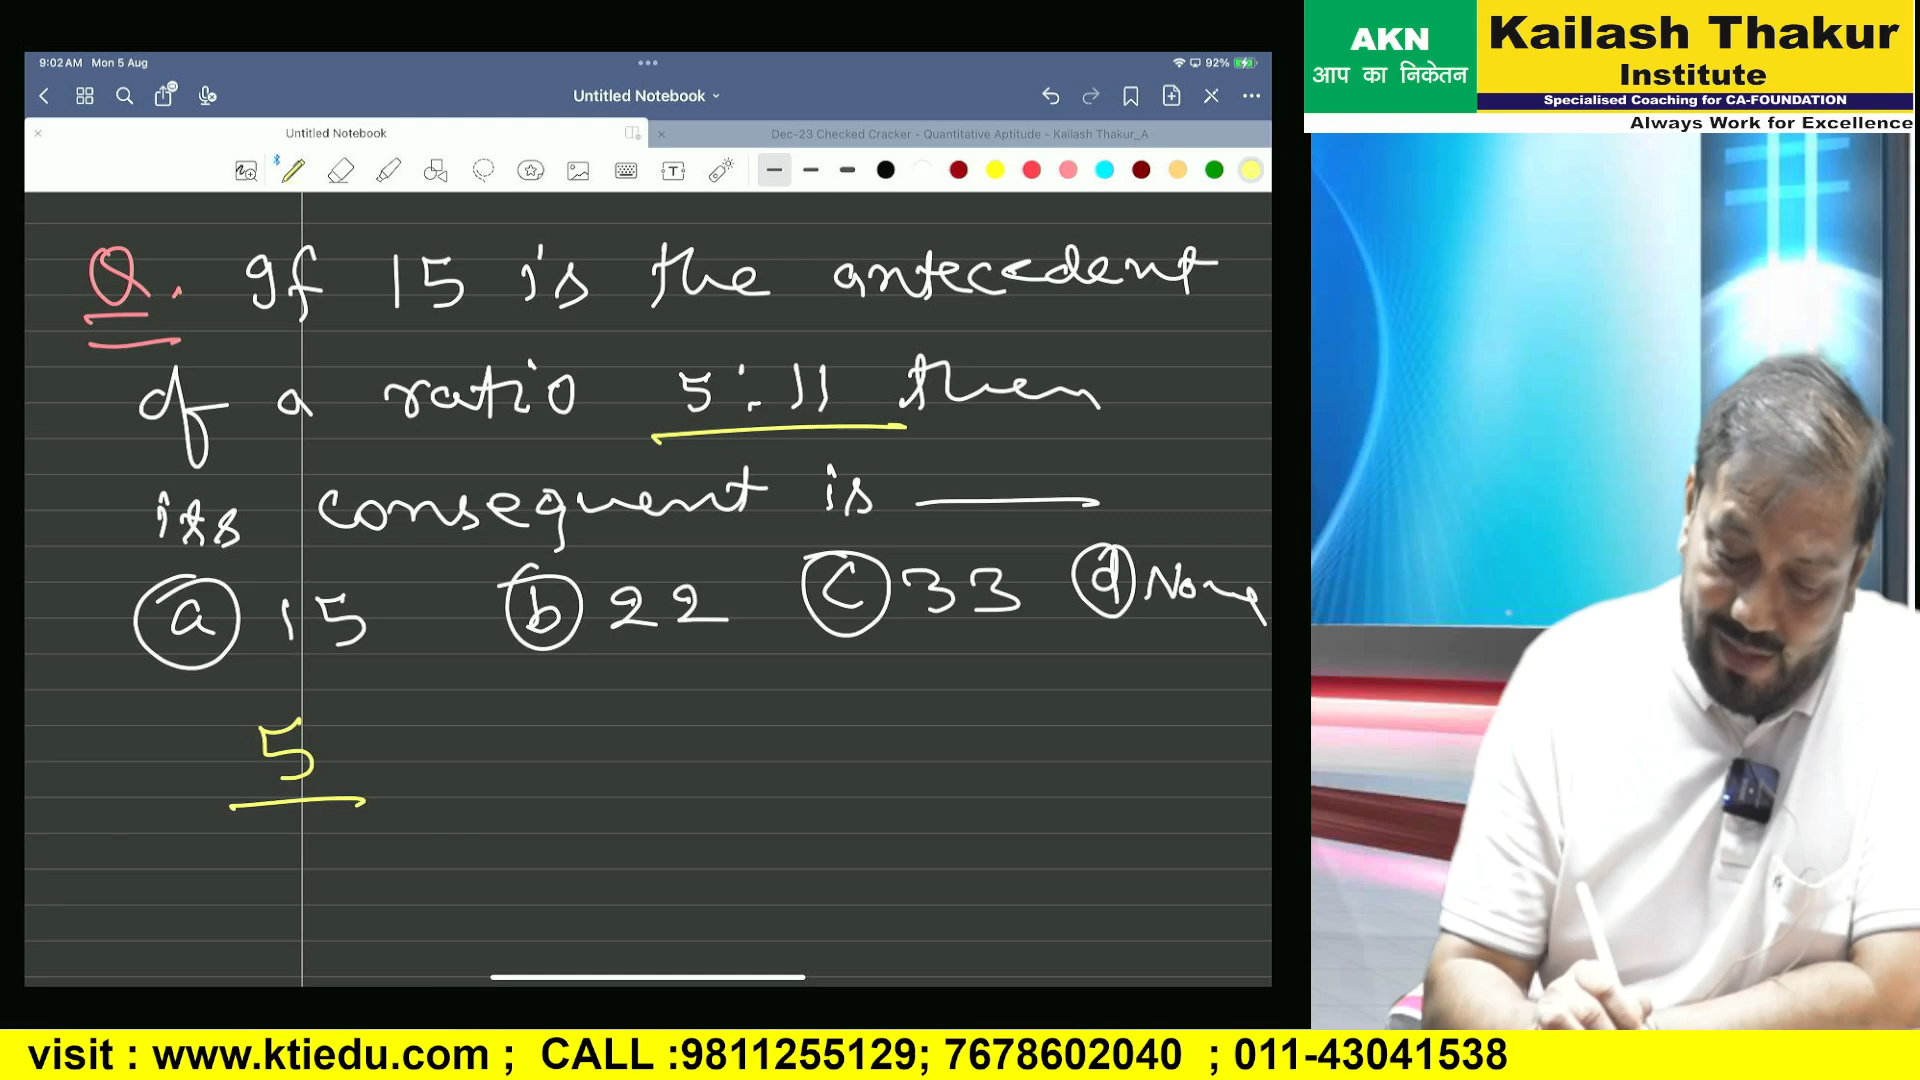 AKN
आप का निकेतन
Kailash Thakur
Institute
Specialised Coaching for CA-FOUNDATION
Always Work for Excellence
9:02 AM Mon 5 Aug
92%
Untitled Notebook
Untitled Notebook
Dec-23 Checked Cracker - Quantitative Aptitude - Kailash Thakur_A
Q. If 15 is the antecedent
of a ratio 5:11 then
its consequent is ___
(a) 15 (b) 22 (c) 33 (d) None
5
visit : www.ktiedu.com ; CALL :9811255129; 7678602040 ; 011-43041538